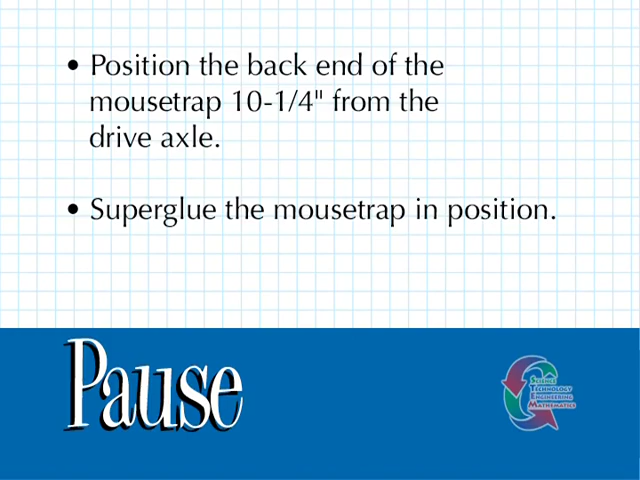 • Position the back end of the
mousetrap 10-1/4" from the
drive axle.
• Superglue the mousetrap in position.
Pause
Science
Technology
Engineering
Mathematics